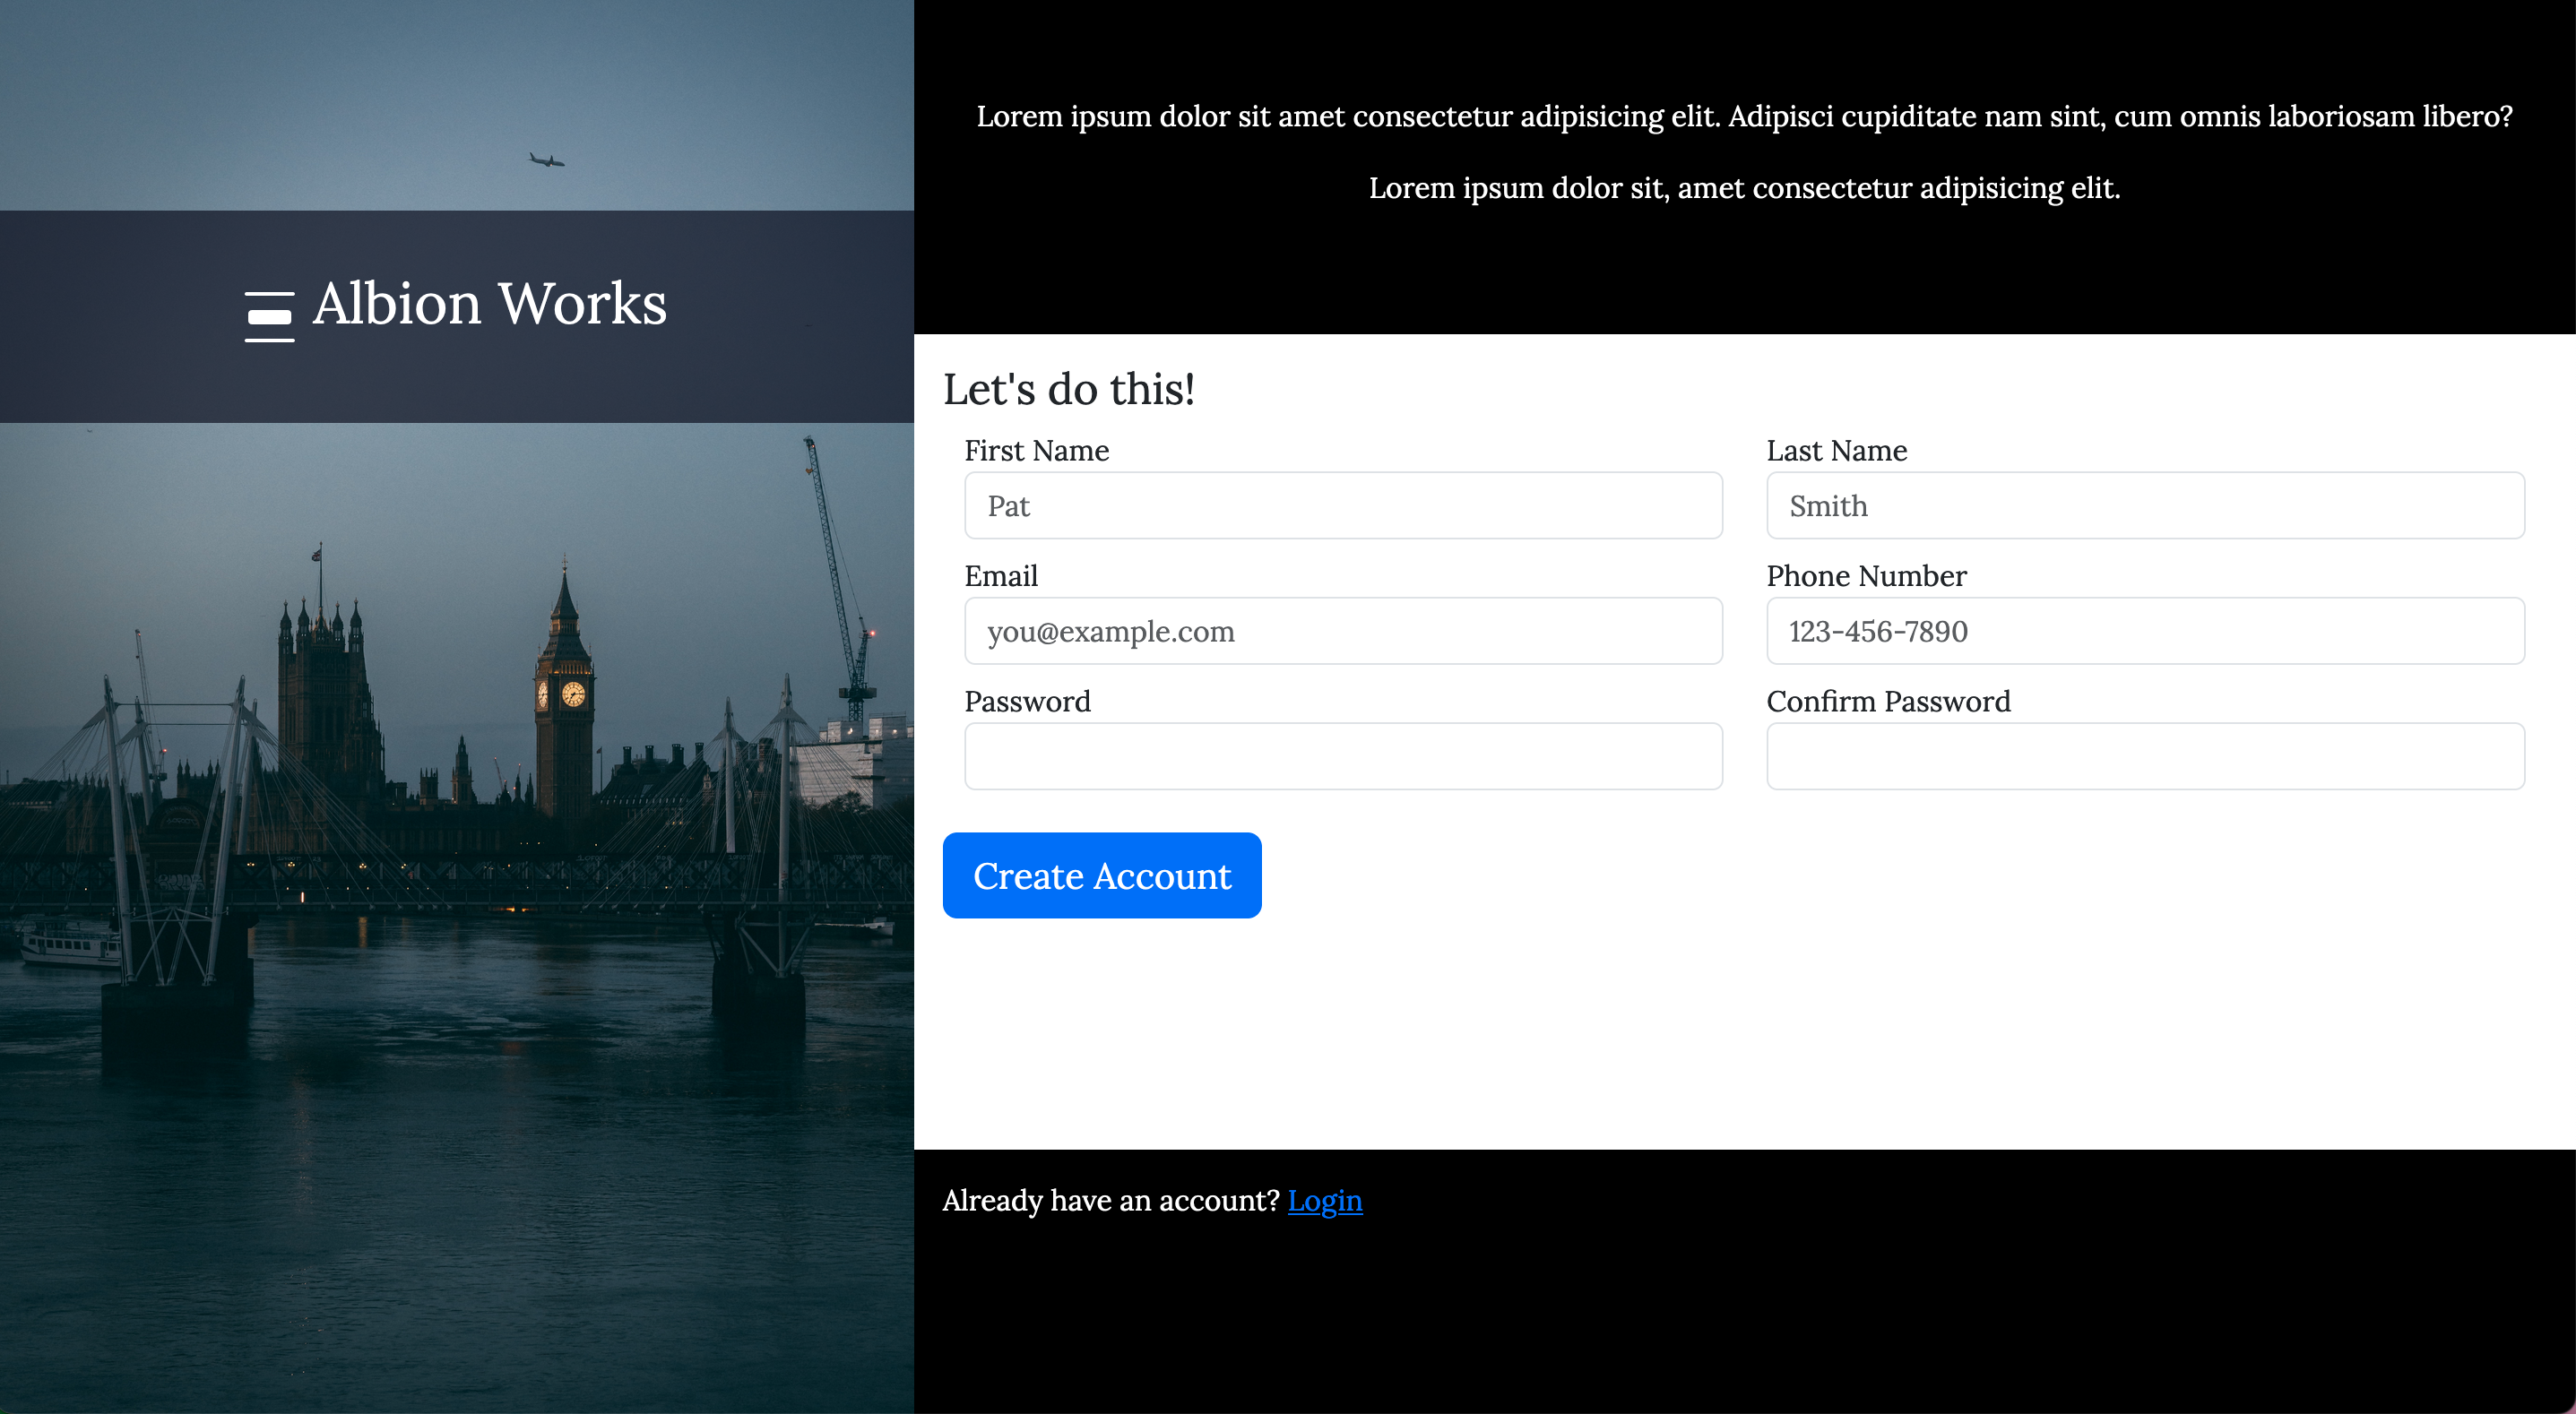 Albion Works
Lorem ipsum dolor sit amet consectetur adipisicing elit. Adipisci cupiditate nam sint, cum omnis laboriosam libero?
Lorem ipsum dolor sit, amet consectetur adipisicing elit.
Let's do this!
First Name
Last Name
Pat
Smith
Email
Phone Number
you@example.com
123-456-7890
Password
Confirm Password
Create Account
Already have an account? Login